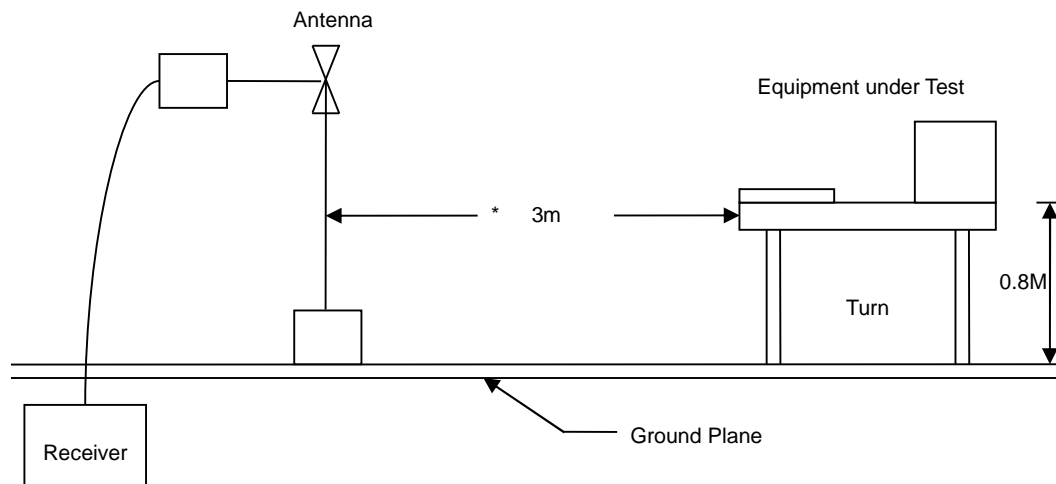 Antenna
Equipment under Test
* 3m
0.8M
Turn
Ground Plane
Receiver